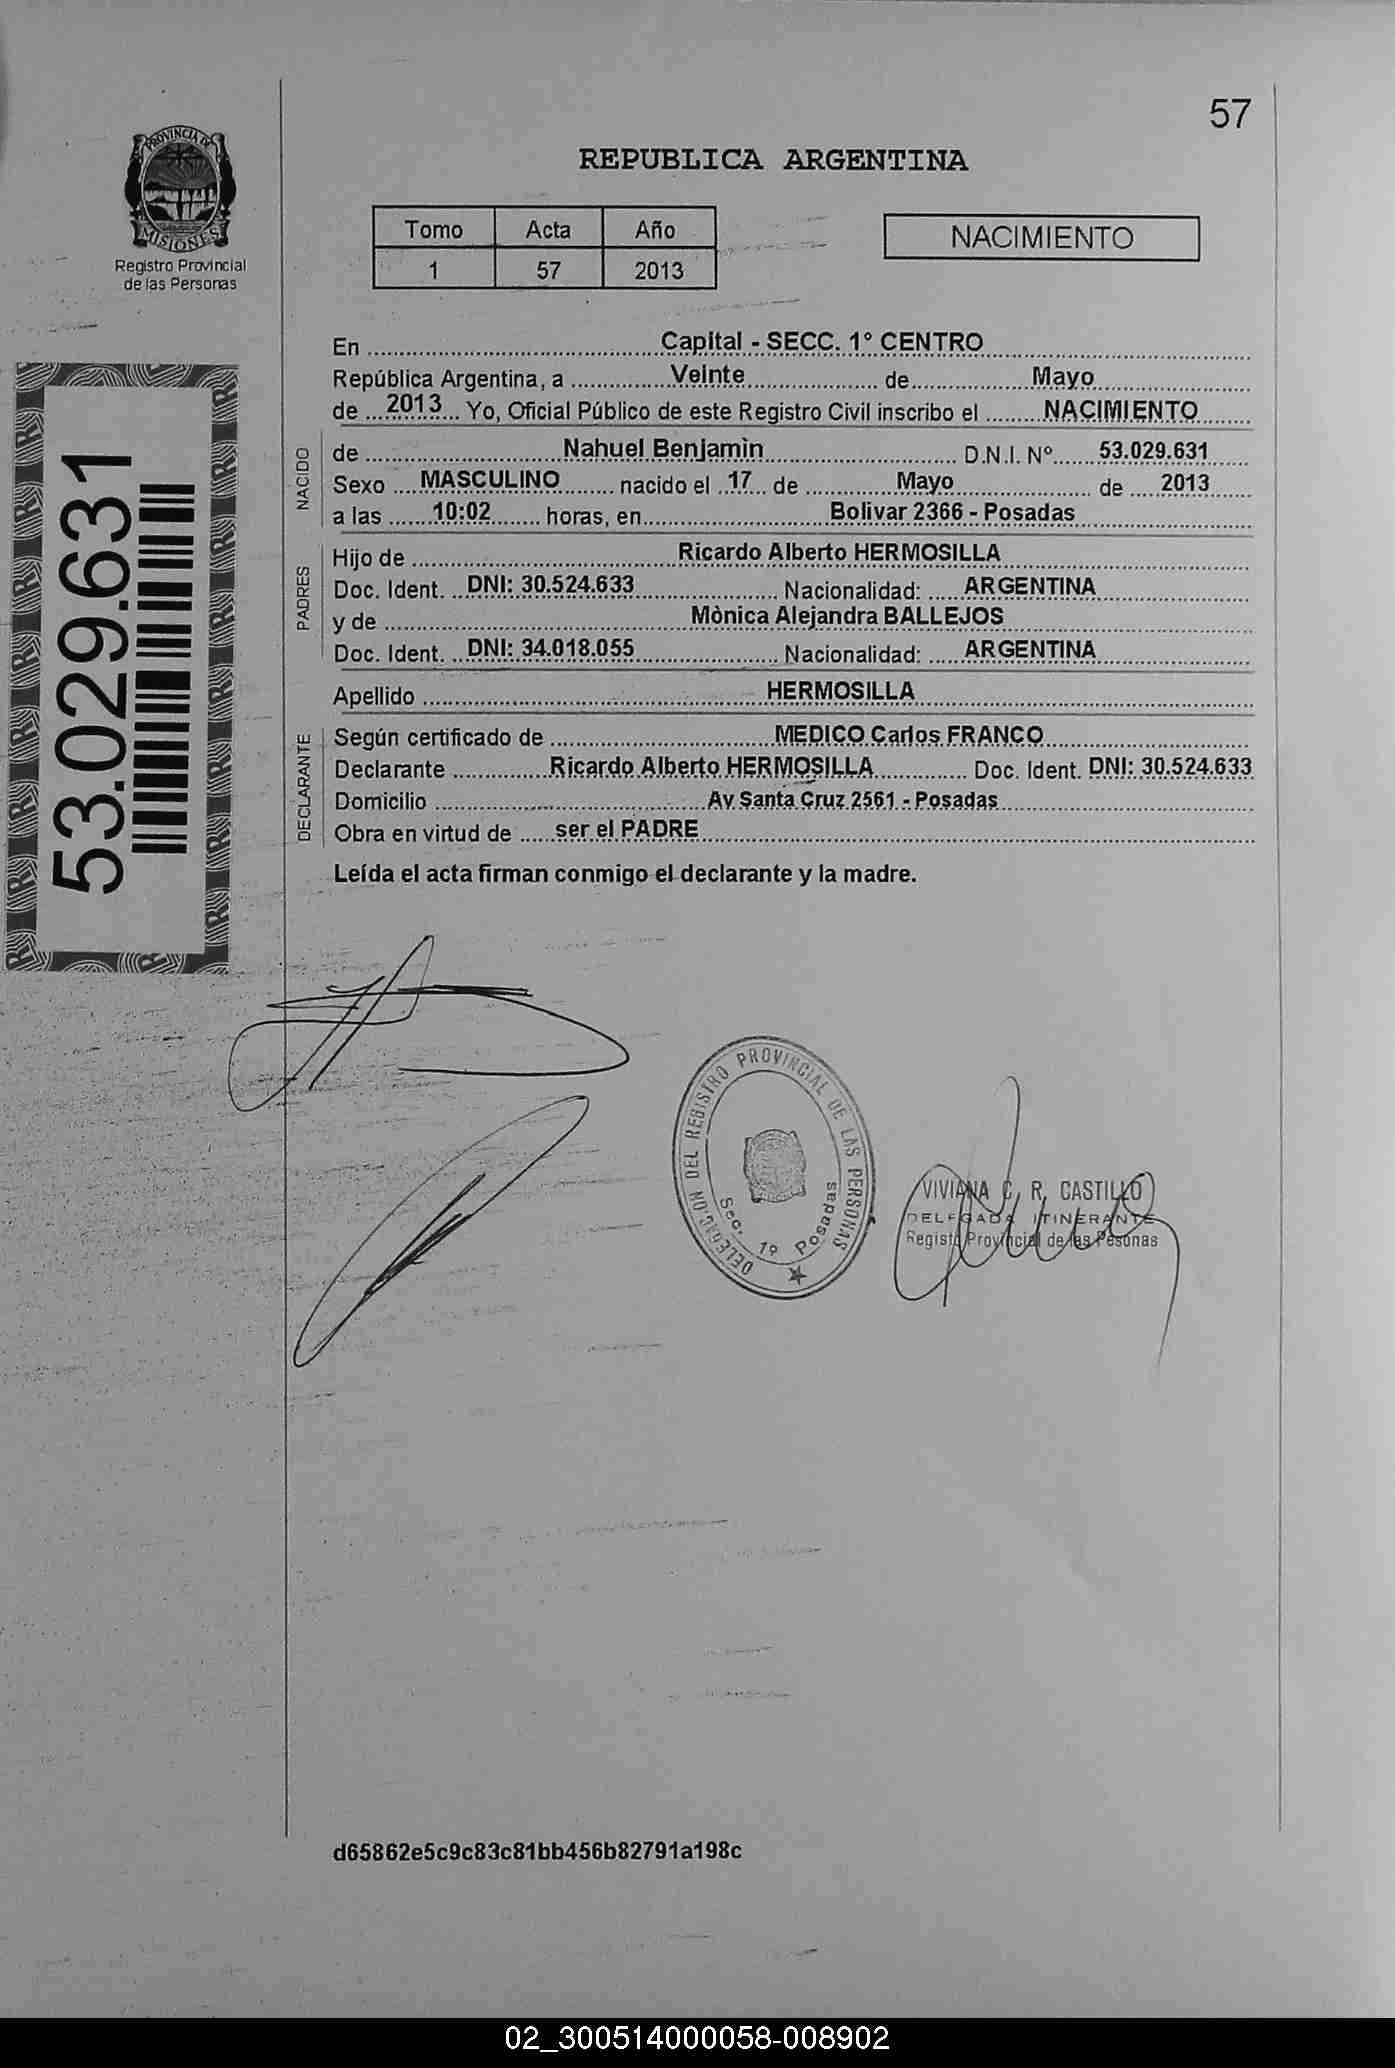 57
PROVINCIA DE
MISIONES
Registro Provincial
de las Personas
REPUBLICA ARGENTINA
Tomo Acta Año
1 57 2013
NACIMIENTO
53.029.631
En Capital - SECC. 1° CENTRO
República Argentina, a Veinte de Mayo
de 2013 Yo, Oficial Público de este Registro Civil inscribo el NACIMIENTO
NACIDO
de Nahuel Benjamìn D.N.I. Nº 53.029.631
Sexo MASCULINO nacido el 17 de Mayo de 2013
a las 10:02 horas, en Bolivar 2366 - Posadas
PADRES
Hijo de Ricardo Alberto HERMOSILLA
Doc. Ident. DNI: 30.524.633 Nacionalidad: ARGENTINA
y de Mònica Alejandra BALLEJOS
Doc. Ident. DNI: 34.018.055 Nacionalidad: ARGENTINA
Apellido HERMOSILLA
DECLARANTE
Según certificado de MEDICO Carlos FRANCO
Declarante Ricardo Alberto HERMOSILLA Doc. Ident. DNI: 30.524.633
Domicilio Av Santa Cruz 2561 - Posadas
Obra en virtud de ser el PADRE
Leída el acta firman conmigo el declarante y la madre.
DELEGACION DEL REGISTRO PROVINCIAL DE LAS PERSONAS
Sec. 1º Posadas
VIVIANA C. R. CASTILLO
DELEGADA ITINERANTE
Registro Provincial de las Pesonas
d65862e5c9c83c81bb456b82791a198c
02_300514000058-008902